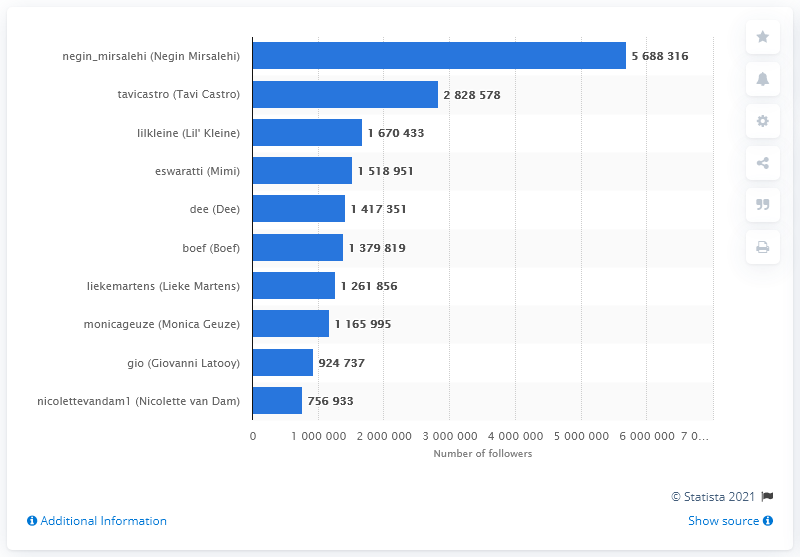 negin_mirsalehi (Negin Mirsalehi) 5 688 316
tavicastro (Tavi Castro) 2 828 578
lilkleine (Lil' Kleine) 1 670 433
eswaratti (Mimi) 1 518 951
dee (Dee) 1 417 351
boef (Boef) 1 379 819
liekemartens (Lieke Martens) 1 261 856
monicageuze (Monica Geuze) 1 165 995
gio (Giovanni Latooy) 924 737
nicolettevandam1 (Nicolette van Dam) 756 933
0 1 000 000 2 000 000 3 000 000 4 000 000 5 000 000 6 000 000 7 0...
Number of followers
© Statista 2021
Additional Information Show source